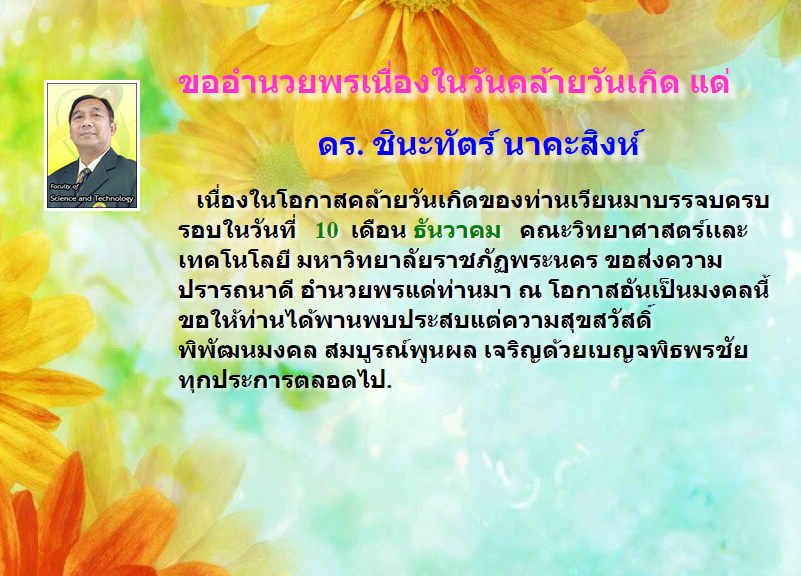 ขออำนวยพรเนื่องในวันคล้ายวันเกิด แด่
ดร. ชินะทัตร์ นาคะสิงห์
Faculty of
Science and Technology
เนื่องในโอกาสคล้ายวันเกิดของท่านเวียนมาบรรจบครบ
รอบในวันที่ 10 เดือน ธันวาคม คณะวิทยาศาสตร์และ
เทคโนโลยี มหาวิทยาลัยราชภัฏพระนคร ขอส่งความ
ปรารถนาดี อำนวยพรแด่ท่านมา ณ โอกาสอันเป็นมงคลนี้
ขอให้ท่านได้พานพบประสบแต่ความสุขสวัสดิ์
พิพัฒนมงคล สมบูรณ์พูนผล เจริญด้วยเบญจพิธพรชัย
ทุกประการตลอดไป.